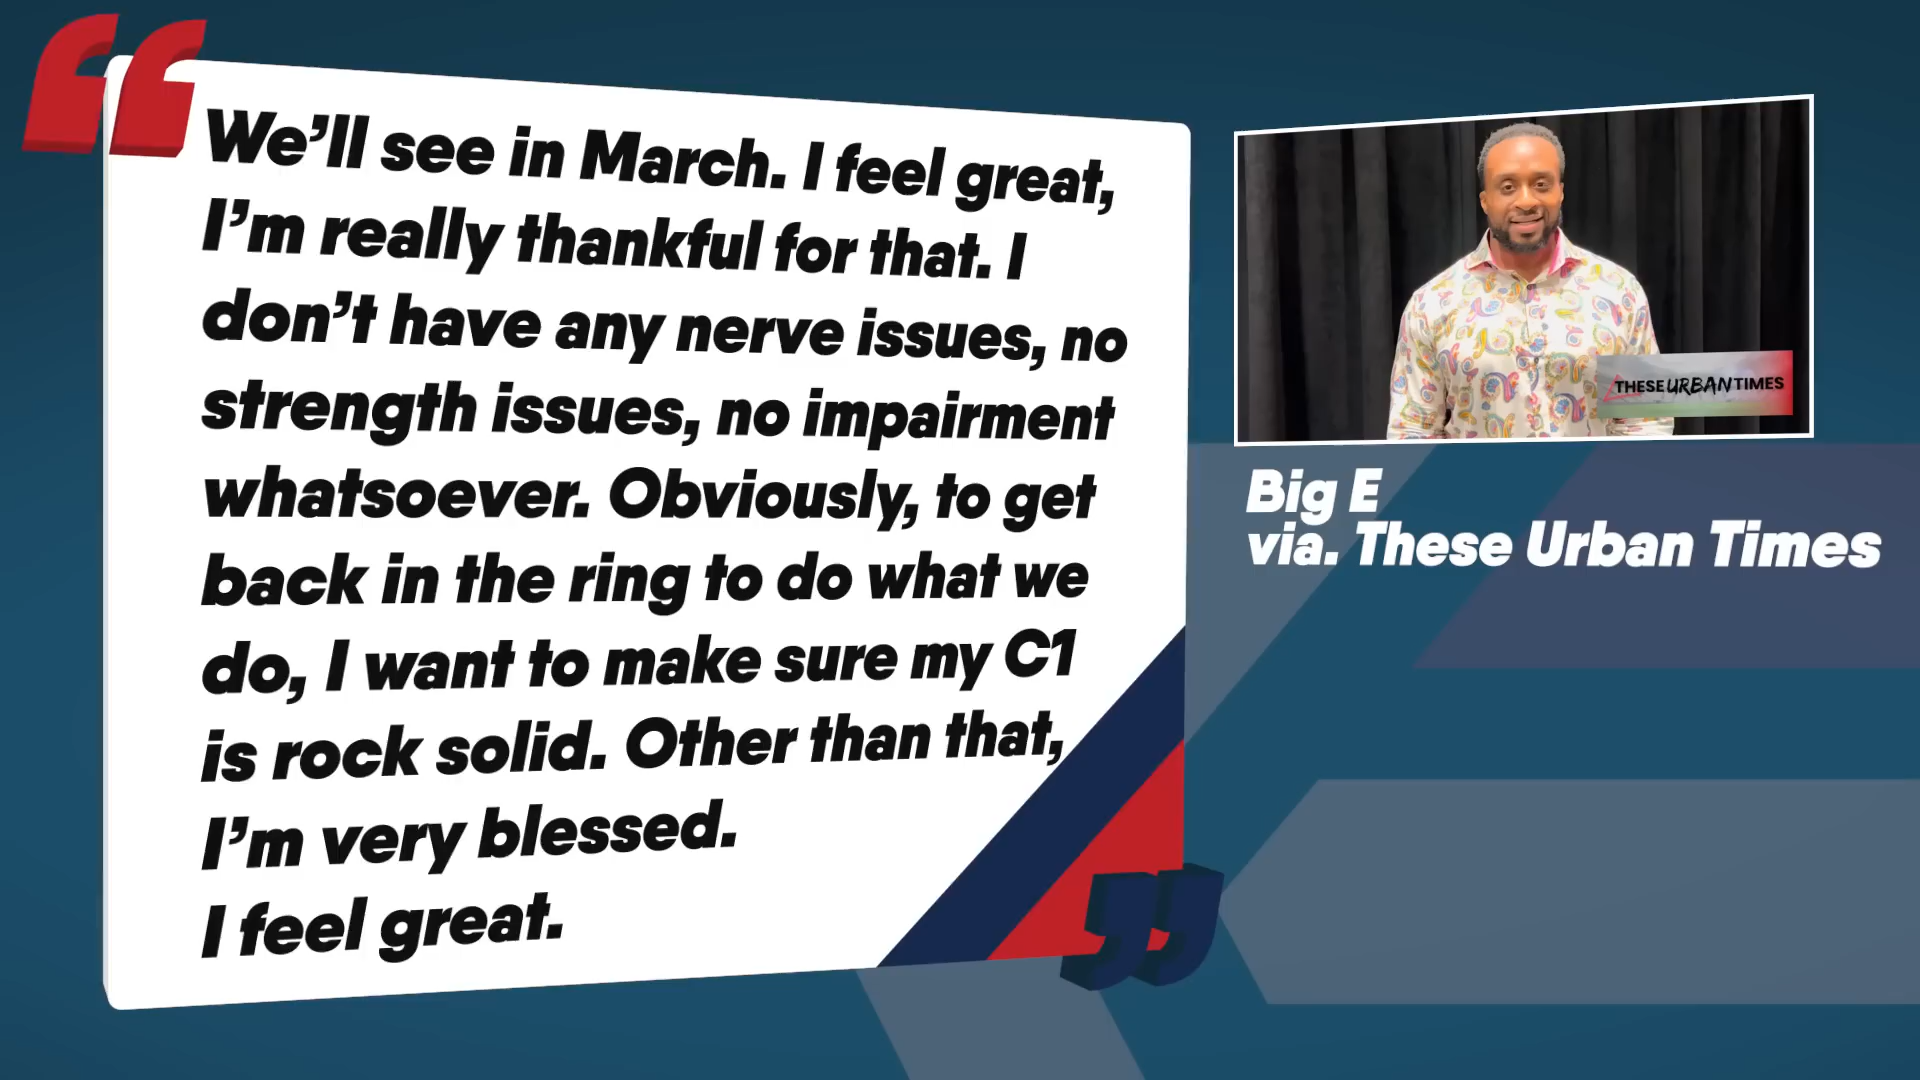 We’ll see in March. I feel great,
I’m really thankful for that. I
don’t have any nerve issues, no
strength issues, no impairment
whatsoever. Obviously, to get
back in the ring to do what we
do, I want to make sure my C1
is rock solid. Other than that,
I’m very blessed.
I feel great.
THESE URBAN TIMES
Big E
via. These Urban Times